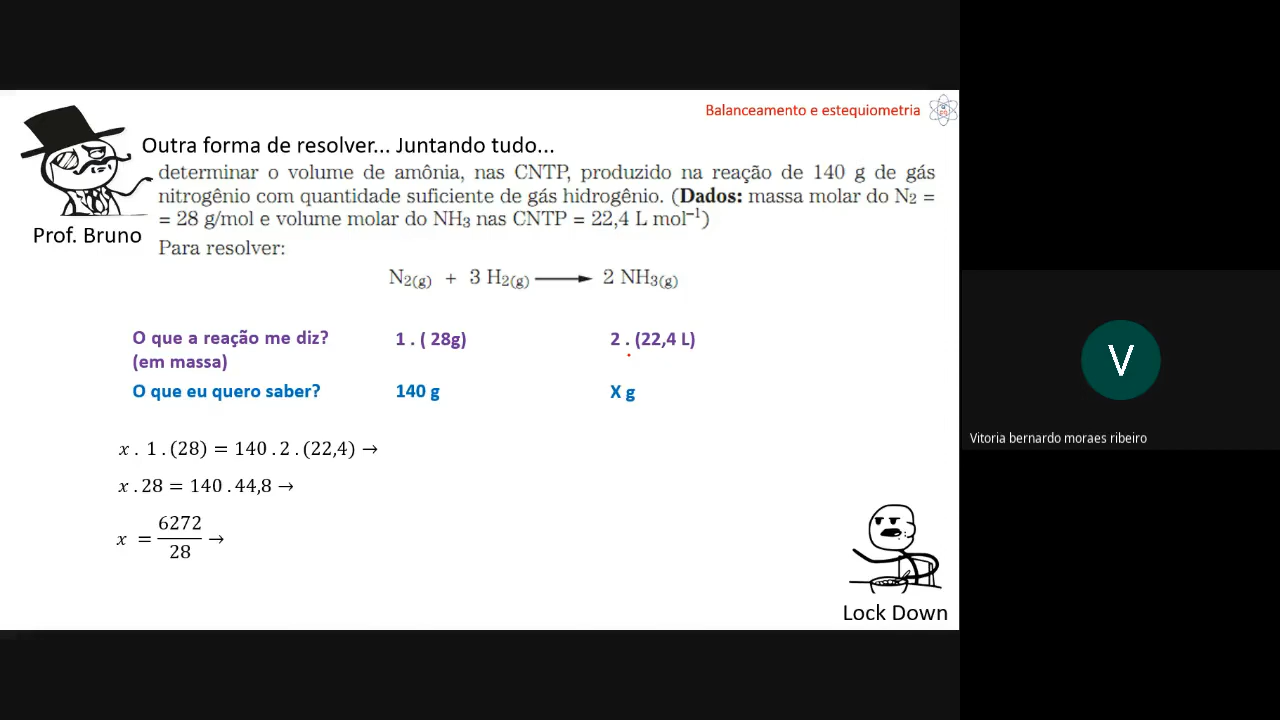 Balanceamento e estequiometria
Outra forma de resolver... Juntando tudo...
determinar o volume de amônia, nas CNTP, produzido na reação de 140 g de gás
nitrogênio com quantidade suficiente de gás hidrogênio. (Dados: massa molar do N₂ =
= 28 g/mol e volume molar do NH₃ nas CNTP = 22,4 L mol⁻¹)
Prof. Bruno
Para resolver:
N₂(g) + 3 H₂(g) ⟶ 2 NH₃(g)
O que a reação me diz? 1 . ( 28g) 2 . (22,4 L)
(em massa)
O que eu quero saber? 140 g X g
x . 1 . (28) = 140 . 2 . (22,4) →
x . 28 = 140 . 44,8 →
x = 6272/28 →
Lock Down
V
Vitoria bernardo moraes ribeiro